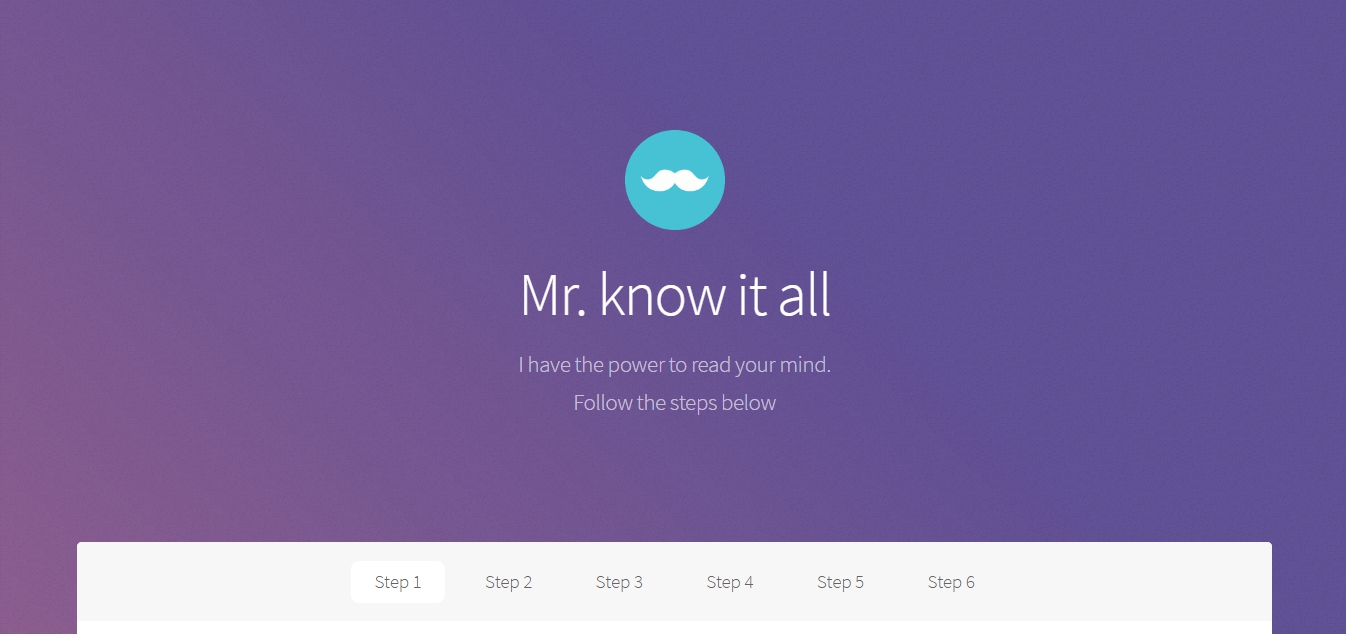 Mr. know it all
I have the power to read your mind.
Follow the steps below
Step 1 Step 2 Step 3 Step 4 Step 5 Step 6